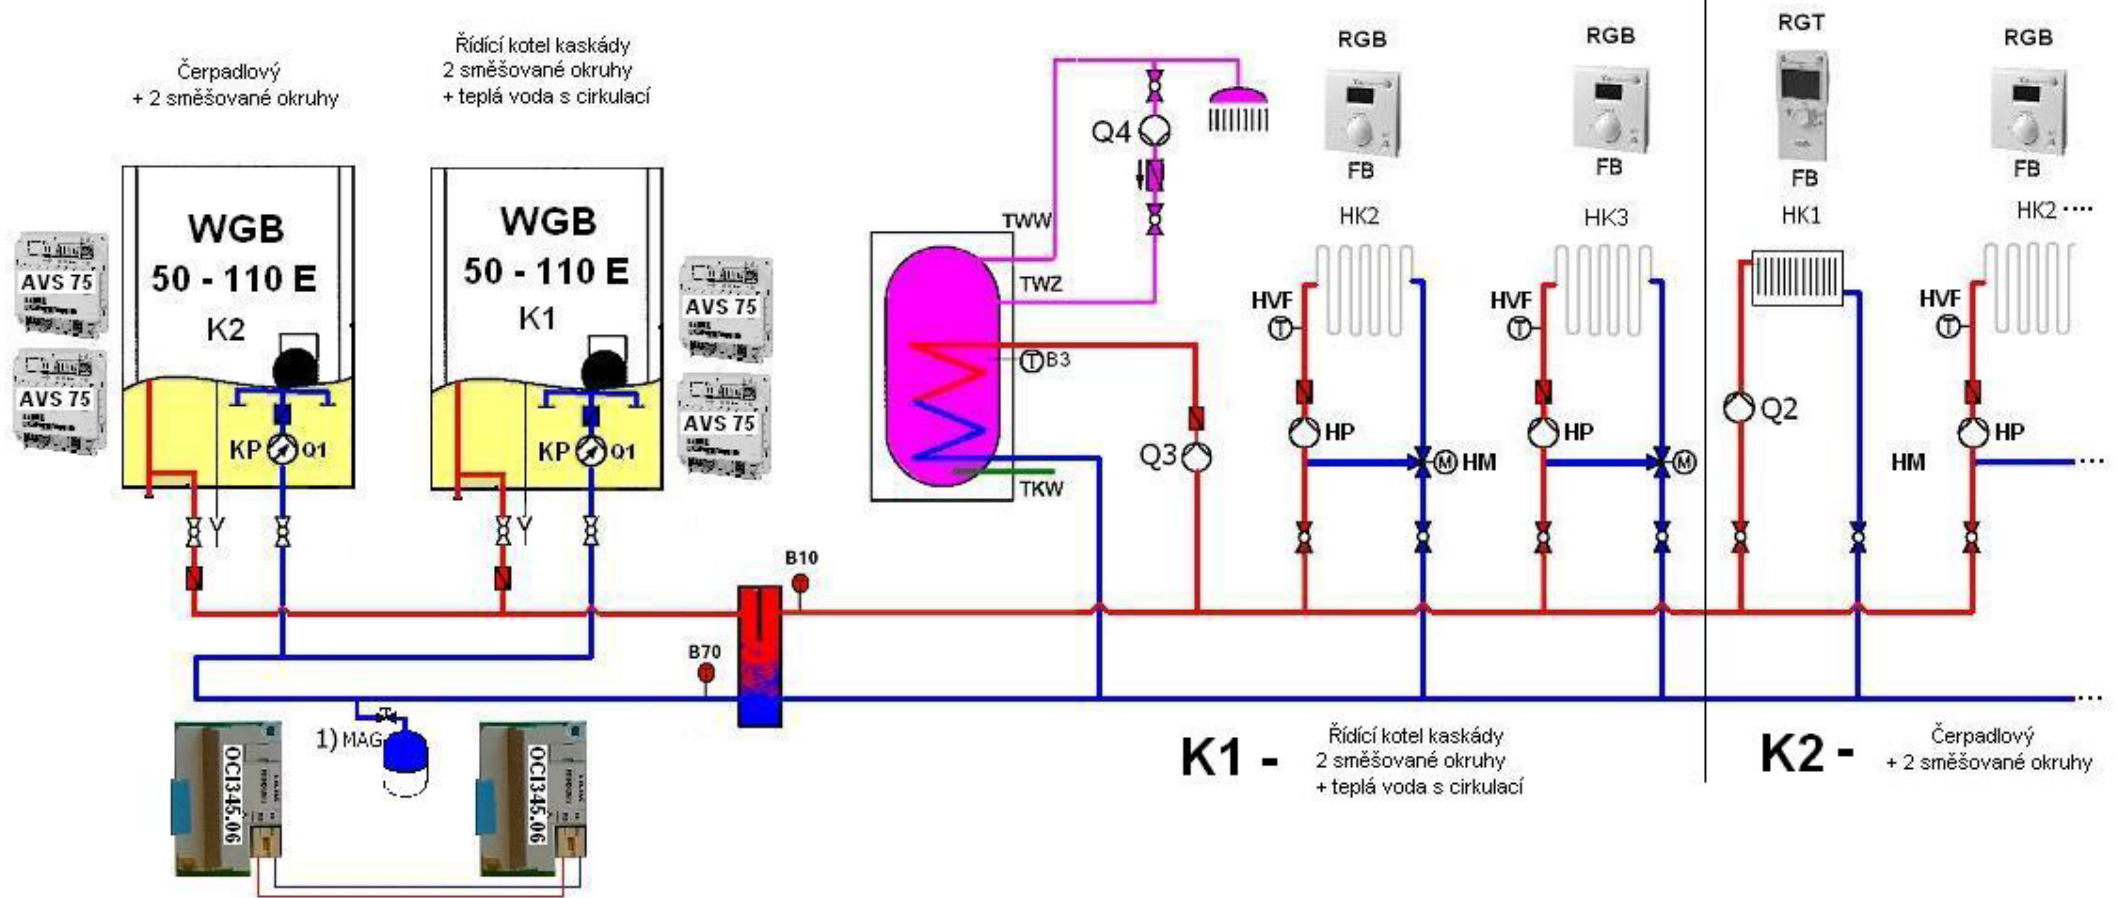 Čerpadlový
+ 2 směšované okruhy
Řídící kotel kaskády
2 směšované okruhy
+ teplá voda s cirkulací
RGB
RGB
RGT
RGB
FB
FB
FB
FB
HK2
HK3
HK1
HK2 ....
WGB
50 - 110 E
K2
WGB
50 - 110 E
K1
AVS 75
AVS 75
AVS 75
AVS 75
KP
Q1
KP
Q1
Y
Y
TWW
TWZ
TKW
Q4
B3
T
Q3
HVF
T
HP
M
HM
HVF
T
HP
M
Q2
HVF
T
HP
HM
...
B10
B70
...
1) MAG
OCI345.06
OCI345.06
K1 -
Řídící kotel kaskády
2 směšované okruhy
+ teplá voda s cirkulací
K2 -
Čerpadlový
+ 2 směšované okruhy